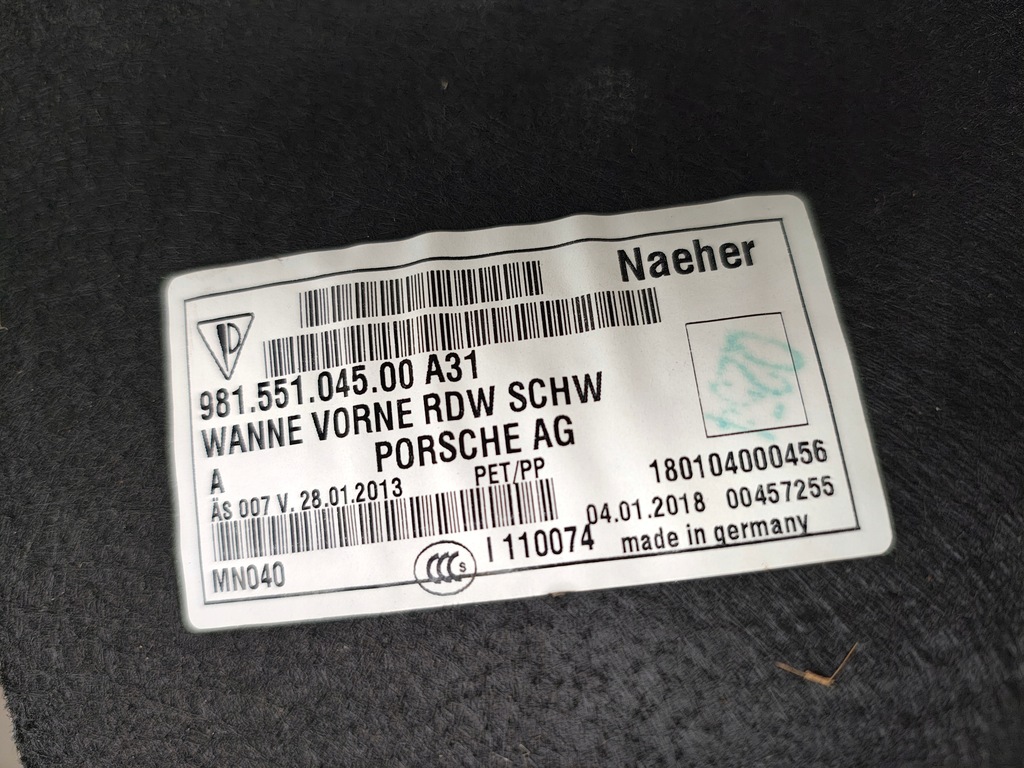 Naeher
981.551.045.00 A31
WANNE VORNE RDW SCHW
PORSCHE AG
A
ÄS 007 V. 28.01.2013
PET/PP
180104000456
04.01.2018 00457255
I 110074
made in germany
MN040
CCC S